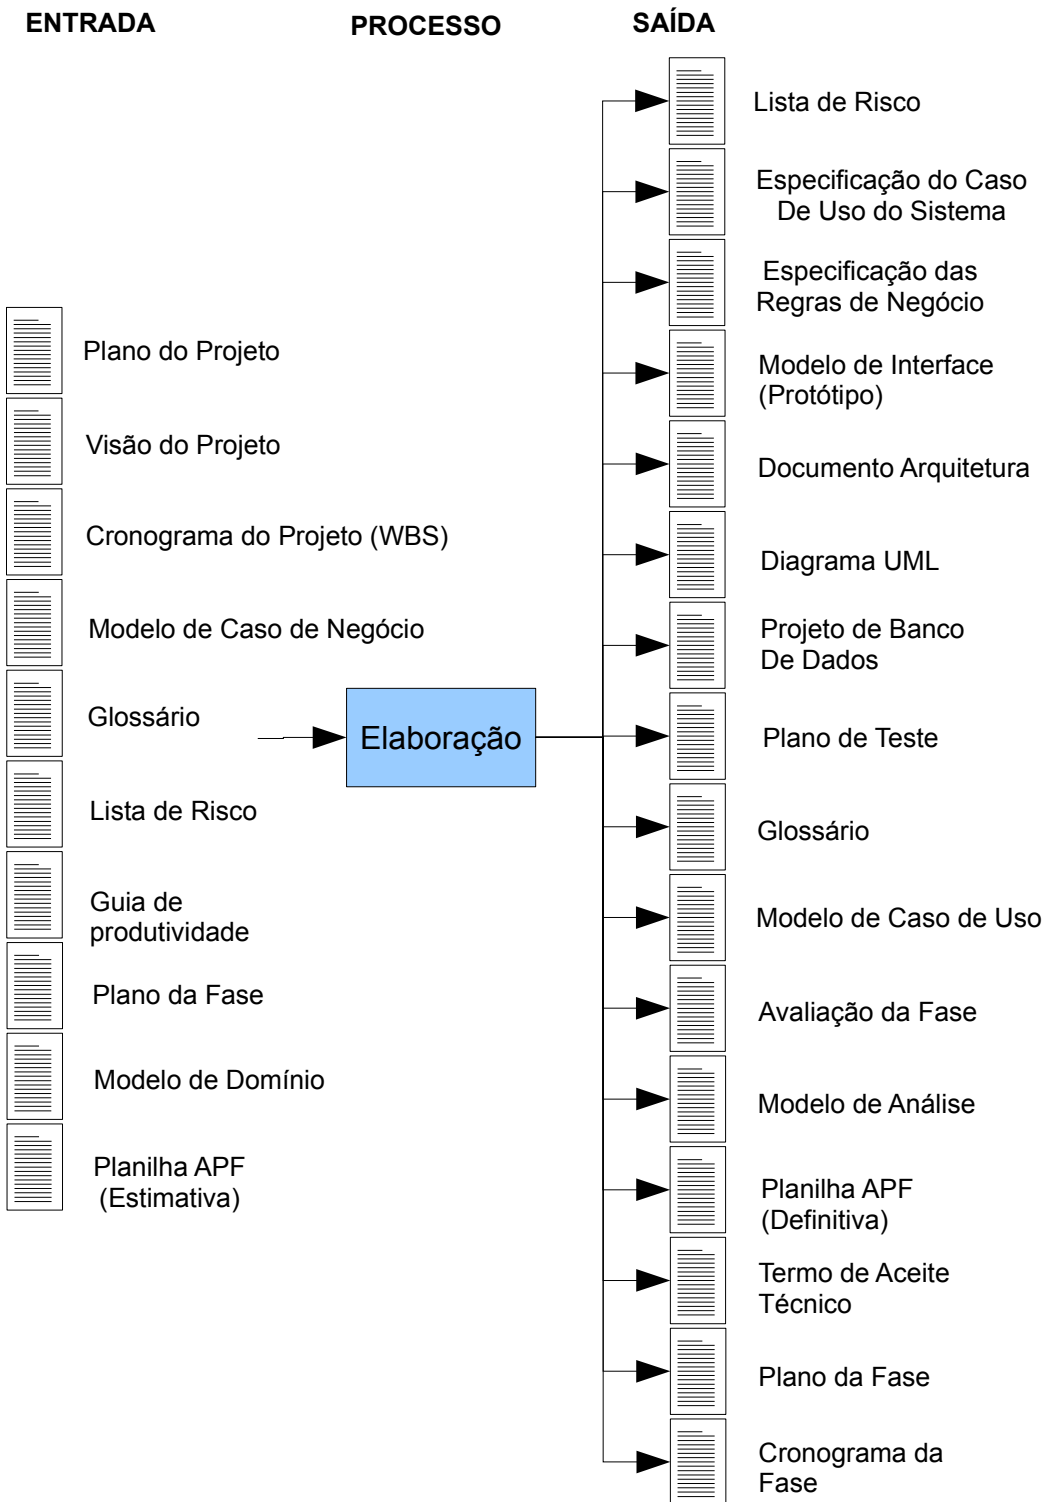 ENTRADA
PROCESSO
SAÍDA
Plano do Projeto
Visão do Projeto
Cronograma do Projeto (WBS)
Modelo de Caso de Negócio
Glossário
Lista de Risco
Guia de
produtividade
Plano da Fase
Modelo de Domínio
Planilha APF
(Estimativa)
Elaboração
Lista de Risco
Especificação do Caso
De Uso do Sistema
Especificação das
Regras de Negócio
Modelo de Interface
(Protótipo)
Documento Arquitetura
Diagrama UML
Projeto de Banco
De Dados
Plano de Teste
Glossário
Modelo de Caso de Uso
Avaliação da Fase
Modelo de Análise
Planilha APF
(Definitiva)
Termo de Aceite
Técnico
Plano da Fase
Cronograma da
Fase